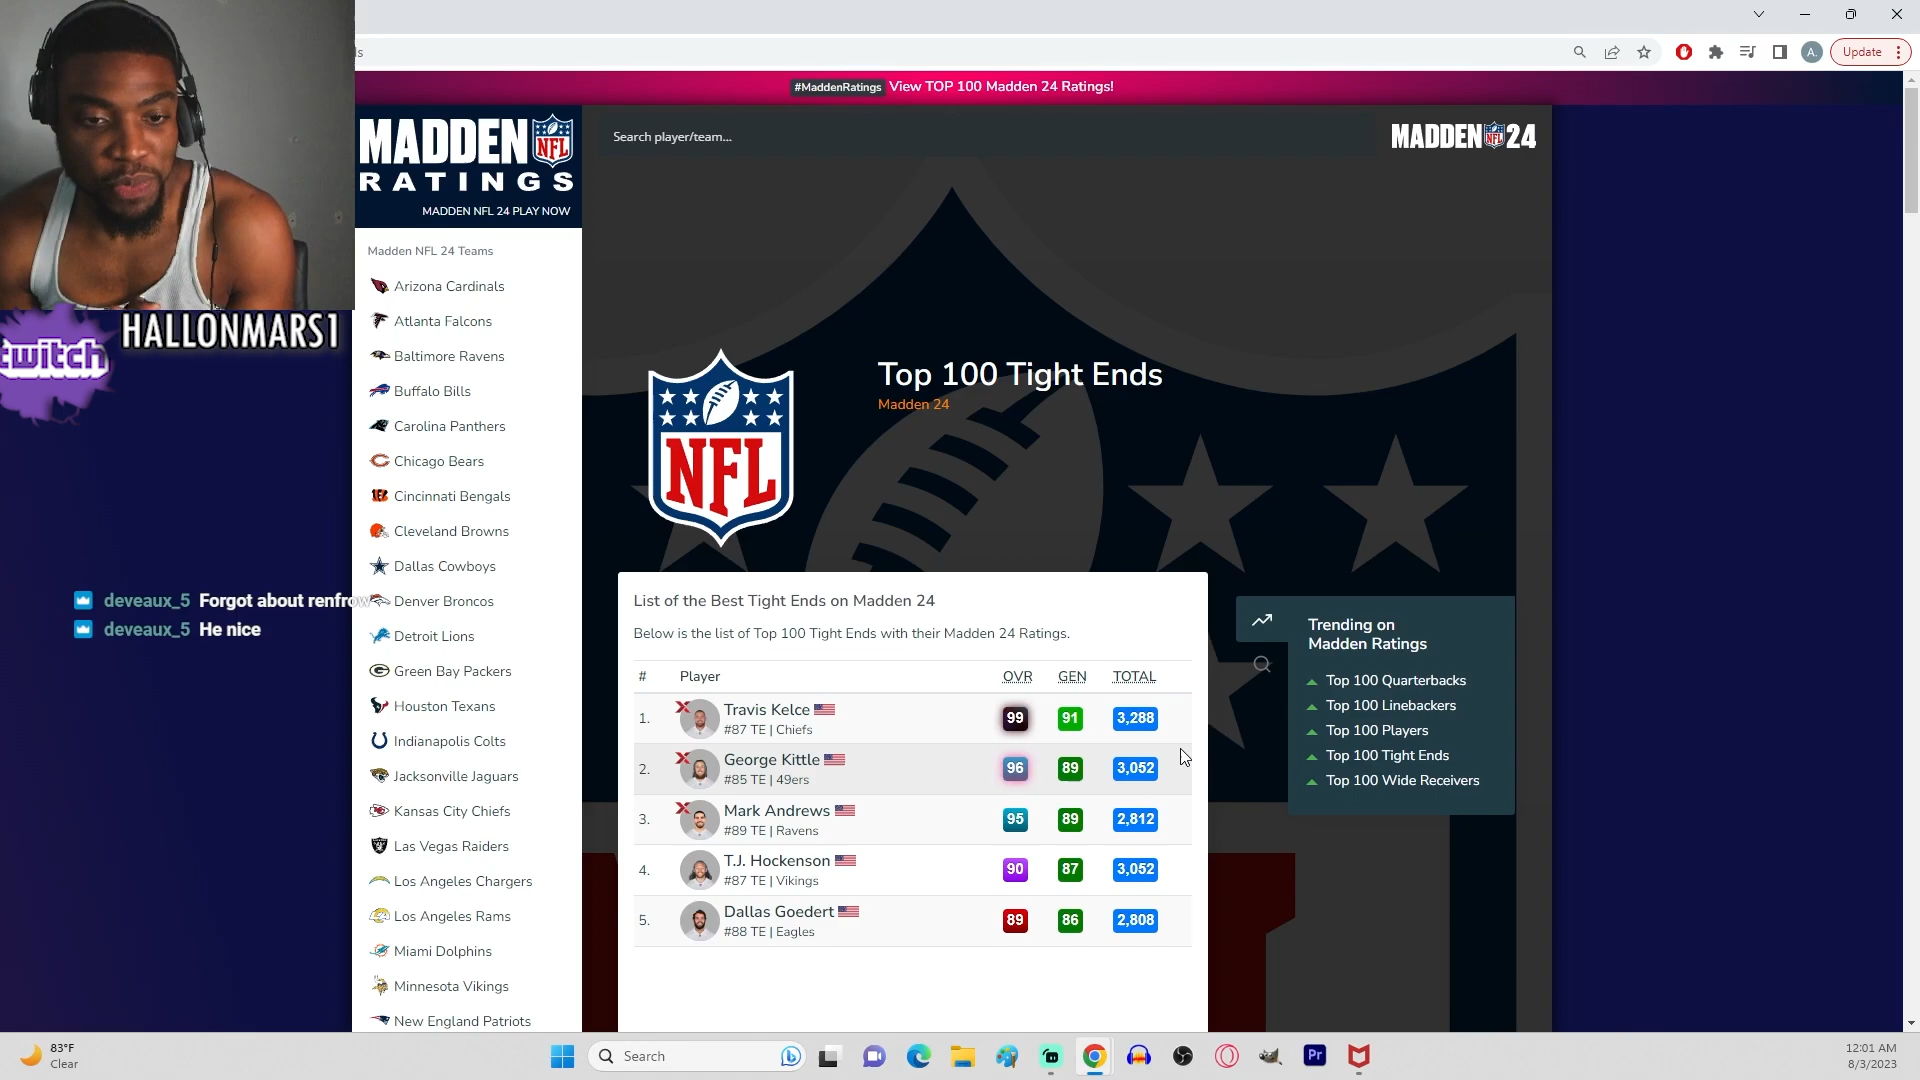 ls
Update
A.
#MaddenRatings View TOP 100 Madden 24 Ratings!
MADDEN NFL
RATINGS
MADDEN NFL 24 PLAY NOW
Search player/team...
MADDEN NFL 24
Madden NFL 24 Teams
Arizona Cardinals
Atlanta Falcons
Baltimore Ravens
Buffalo Bills
Carolina Panthers
Chicago Bears
Cincinnati Bengals
Cleveland Browns
Dallas Cowboys
Denver Broncos
Detroit Lions
Green Bay Packers
Houston Texans
Indianapolis Colts
Jacksonville Jaguars
Kansas City Chiefs
Las Vegas Raiders
Los Angeles Chargers
Los Angeles Rams
Miami Dolphins
Minnesota Vikings
New England Patriots
twitch HALLONMARS1
deveaux_5 Forgot about renfrow
deveaux_5 He nice
NFL
Top 100 Tight Ends
Madden 24
List of the Best Tight Ends on Madden 24
Below is the list of Top 100 Tight Ends with their Madden 24 Ratings.
# Player OVR GEN TOTAL
1. Travis Kelce 99 91 3,288
#87 TE | Chiefs
2. George Kittle 96 89 3,052
#85 TE | 49ers
3. Mark Andrews 95 89 2,812
#89 TE | Ravens
4. T.J. Hockenson 90 87 3,052
#87 TE | Vikings
5. Dallas Goedert 89 86 2,808
#88 TE | Eagles
Trending on
Madden Ratings
Top 100 Quarterbacks
Top 100 Linebackers
Top 100 Players
Top 100 Tight Ends
Top 100 Wide Receivers
83°F
Clear
Search
Pr
12:01 AM
8/3/2023